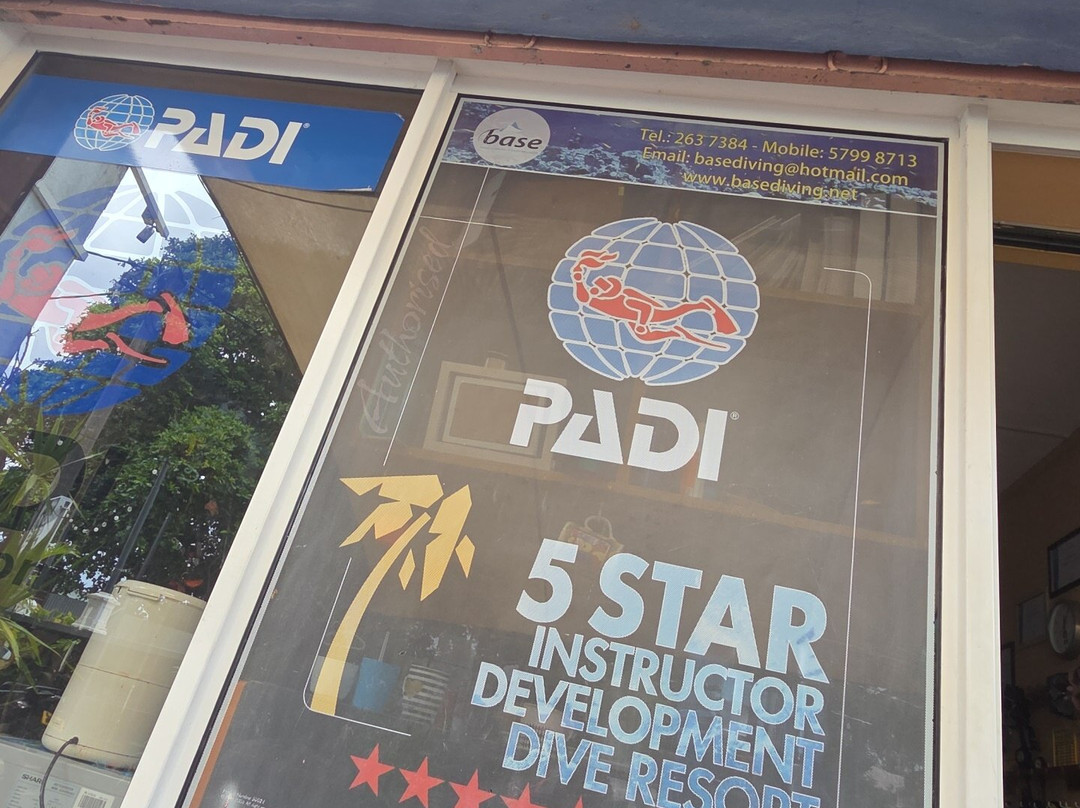 PADI®
base
Tel.: 263 7384 - Mobile: 5799 8713
Email: basediving@hotmail.com
www.basediving.net
Authorised
PADI®
5 STAR
INSTRUCTOR
DEVELOPMENT
DIVE RESORT
SHARP